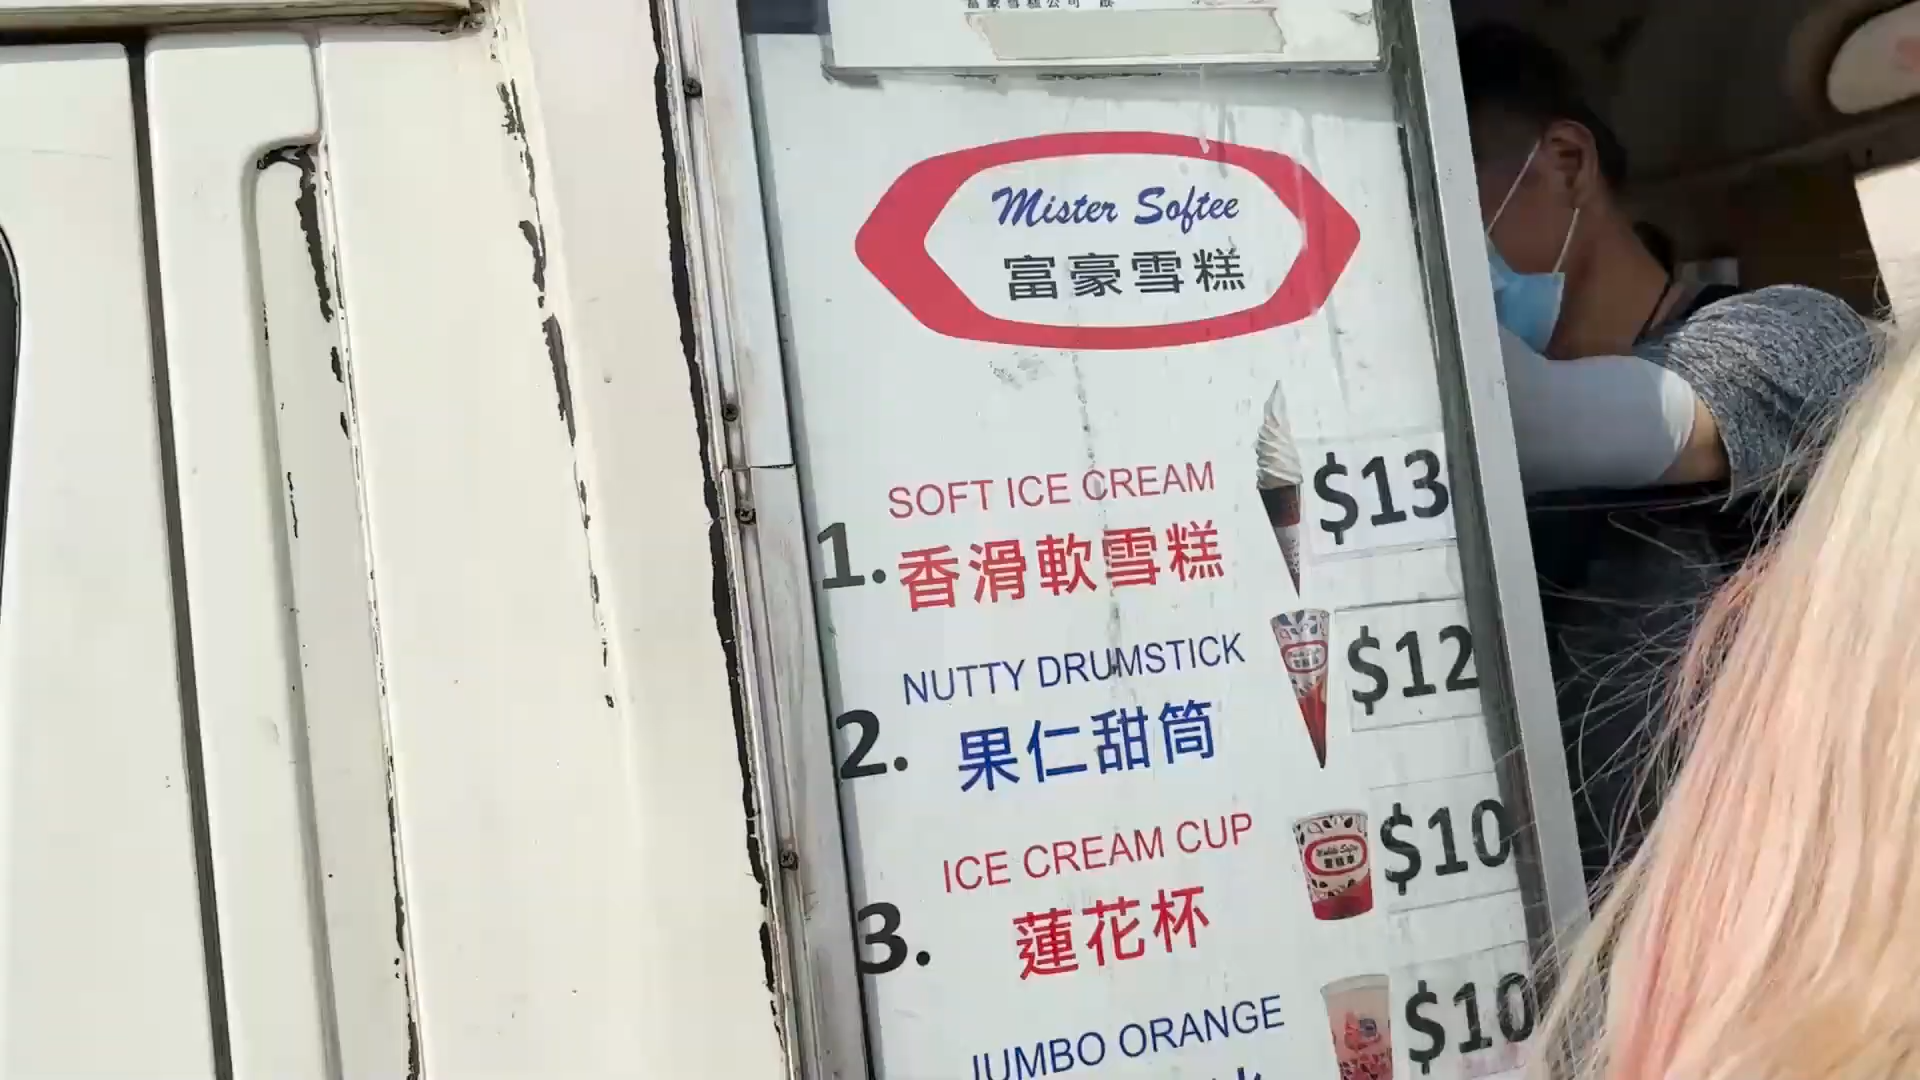 Mister Softee
富豪雪糕
SOFT ICE CREAM
1. 香滑軟雪糕
$13
NUTTY DRUMSTICK
2. 果仁甜筒
$12
ICE CREAM CUP
3. 蓮花杯
$10
JUMBO ORANGE
$10